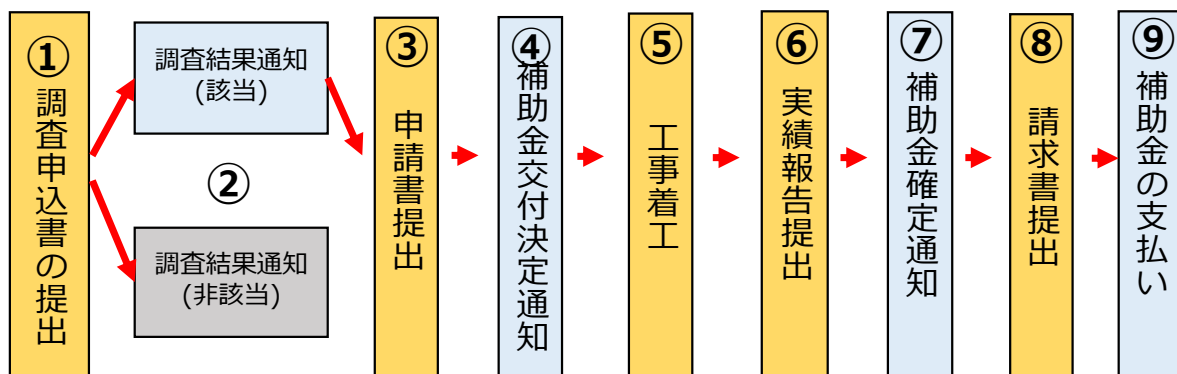 ①
調査申込書の提出
調査結果通知
(該当)
②
調査結果通知
(非該当)
③
申請書提出
④
補助金交付決定通知
⑤
工事着工
⑥
実績報告提出
⑦
補助金確定通知
⑧
請求書提出
⑨
補助金の支払い